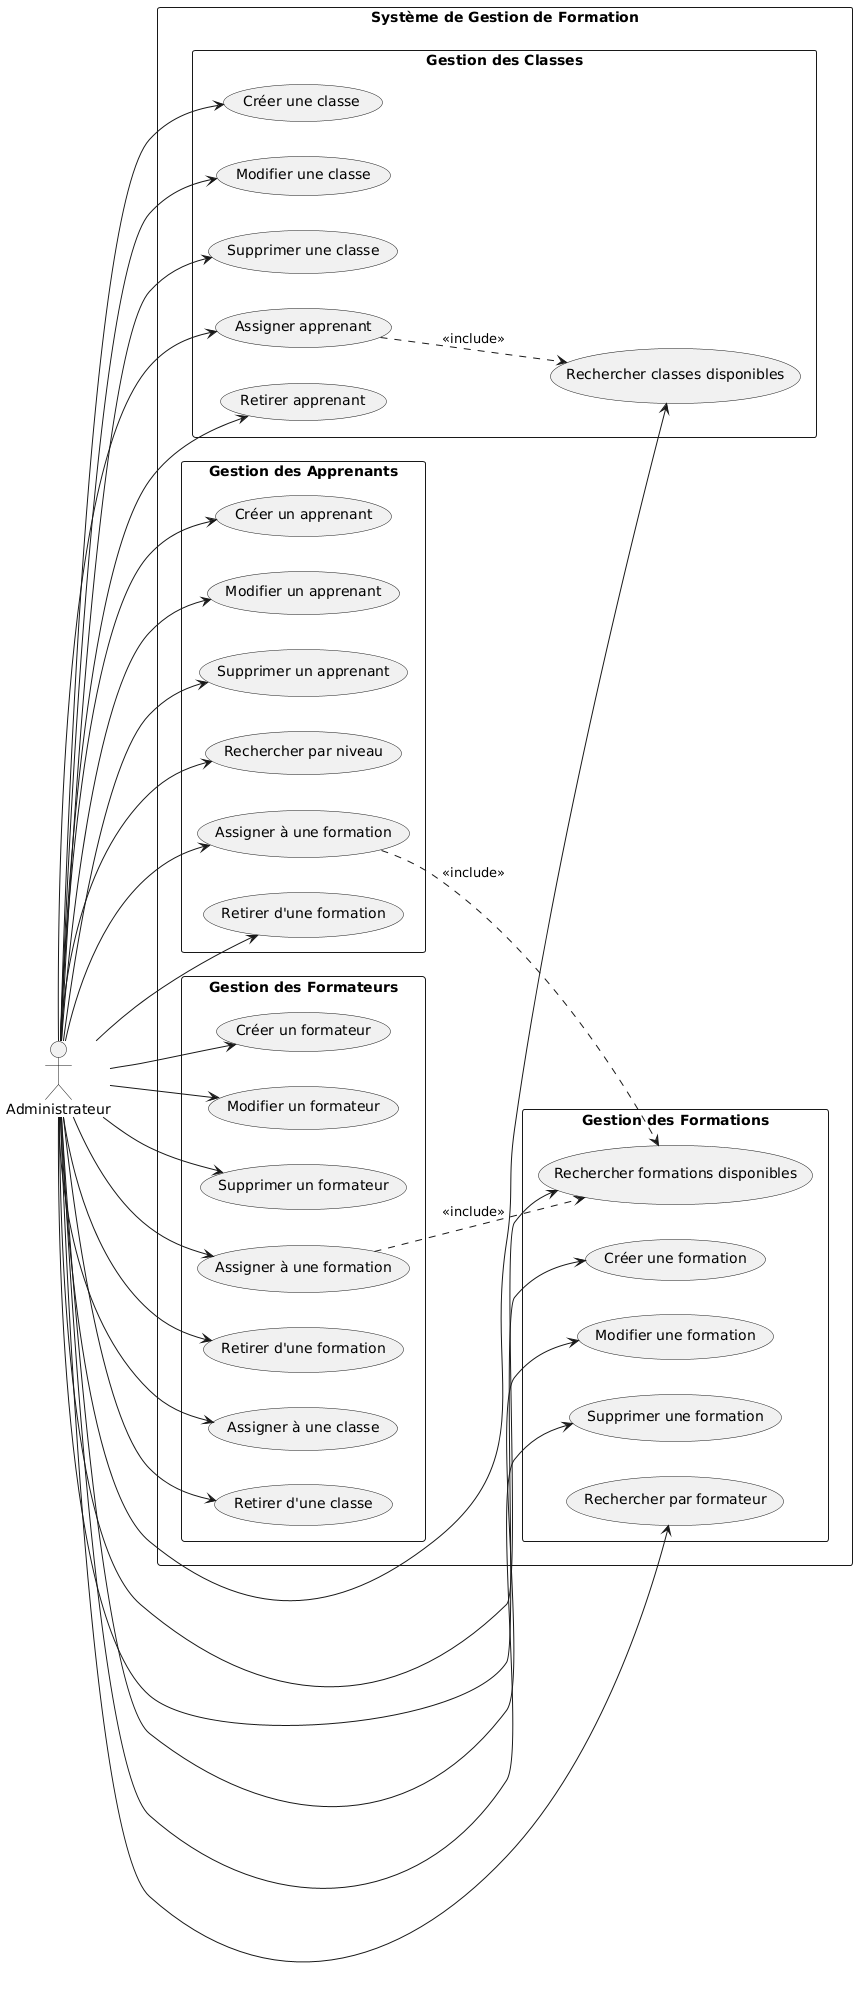 Système de Gestion de Formation
Gestion des Classes
Créer une classe
Modifier une classe
Supprimer une classe
Assigner apprenant
«include»
Rechercher classes disponibles
Retirer apprenant
Gestion des Apprenants
Créer un apprenant
Modifier un apprenant
Supprimer un apprenant
Rechercher par niveau
Assigner à une formation
«include»
Retirer d'une formation
Gestion des Formateurs
Créer un formateur
Modifier un formateur
Supprimer un formateur
Assigner à une formation
«include»
Retirer d'une formation
Assigner à une classe
Retirer d'une classe
Administrateur
Gestion des Formations
Rechercher formations disponibles
Créer une formation
Modifier une formation
Supprimer une formation
Rechercher par formateur